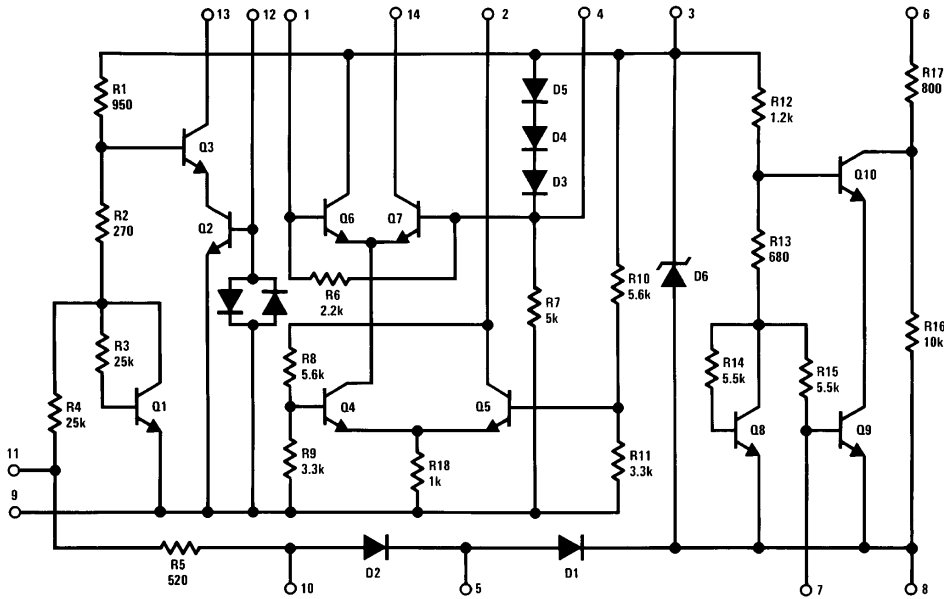 13
12
1
14
2
4
3
6
R1
950
R17
800
D5
R12
1.2k
D4
Q3
D3
Q10
R2
270
Q2
Q6
Q7
R13
680
R10
5.6k
D6
R6
2.2k
R7
5k
R16
10k
R3
25k
R8
5.6k
R14
5.5k
R15
5.5k
R4
25k
Q1
Q4
Q5
Q8
Q9
11
R9
3.3k
R18
1k
R11
3.3k
9
R5
520
D2
D1
10
5
7
8